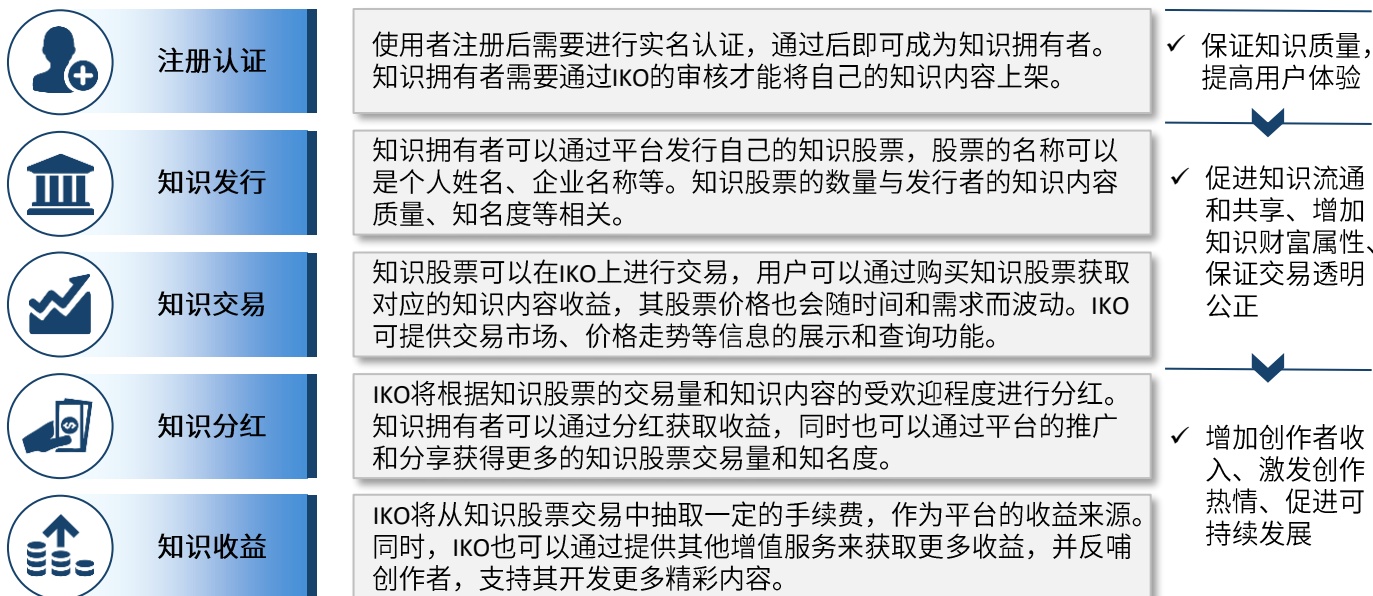 注册认证
使用者注册后需要进行实名认证，通过后即可成为知识拥有者。
知识拥有者需要通过IKO的审核才能将自己的知识内容上架。
✓ 保证知识质量，
提高用户体验
知识发行
知识拥有者可以通过平台发行自己的知识股票，股票的名称可以
是个人姓名、企业名称等。知识股票的数量与发行者的知识内容
质量、知名度等相关。
✓ 促进知识流通
和共享、增加
知识财富属性、
保证交易透明
公正
知识交易
知识股票可以在IKO上进行交易，用户可以通过购买知识股票获取
对应的知识内容收益，其股票价格也会随时间和需求而波动。IKO
可提供交易市场、价格走势等信息的展示和查询功能。
知识分红
IKO将根据知识股票的交易量和知识内容的受欢迎程度进行分红。
知识拥有者可以通过分红获取收益，同时也可以通过平台的推广
和分享获得更多的知识股票交易量和知名度。
✓ 增加创作者收
入、激发创作
热情、促进可
持续发展
知识收益
IKO将从知识股票交易中抽取一定的手续费，作为平台的收益来源。
同时，IKO也可以通过提供其他增值服务来获取更多收益，并反哺
创作者，支持其开发更多精彩内容。